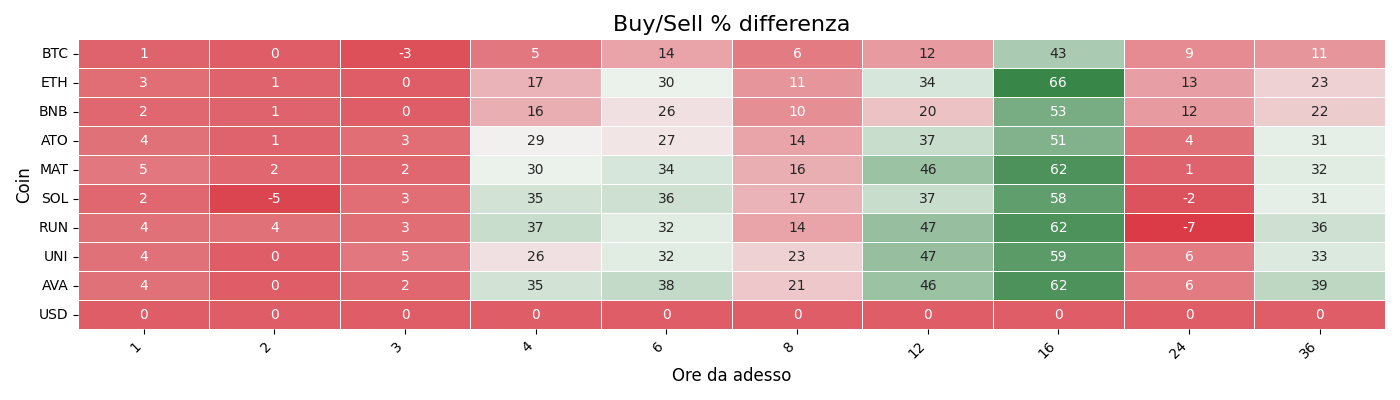 Buy/Sell % differenza
Coin
BTC 1 0 -3 5 14 6 12 43 9 11
ETH 3 1 0 17 30 11 34 66 13 23
BNB 2 1 0 16 26 10 20 53 12 22
ATO 4 1 3 29 27 14 37 51 4 31
MAT 5 2 2 30 34 16 46 62 1 32
SOL 2 -5 3 35 36 17 37 58 -2 31
RUN 4 4 3 37 32 14 47 62 -7 36
UNI 4 0 5 26 32 23 47 59 6 33
AVA 4 0 2 35 38 21 46 62 6 39
USD 0 0 0 0 0 0 0 0 0 0
1 2 3 4 6 8 12 16 24 36
Ore da adesso